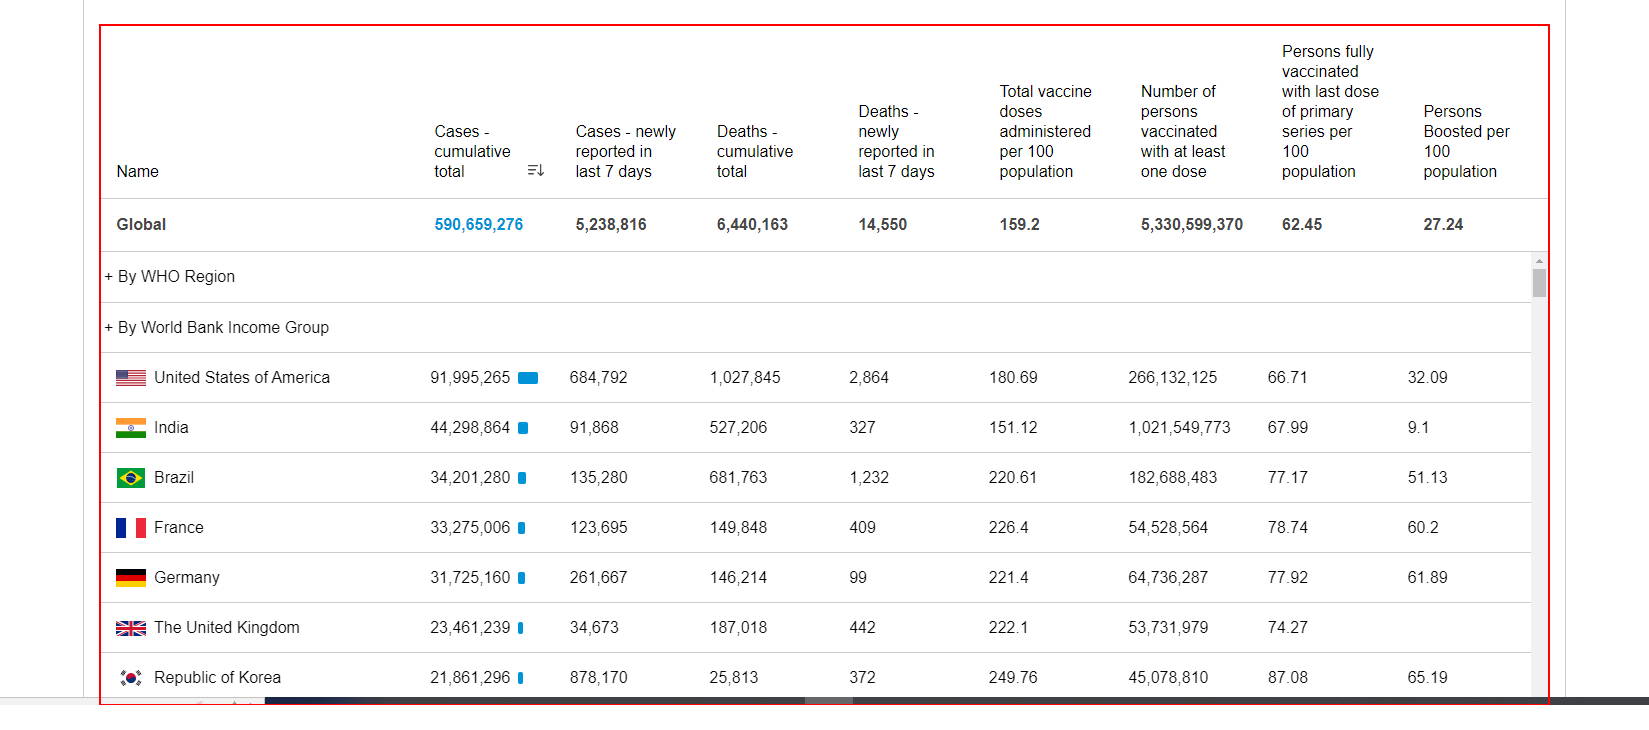 Name Cases - cumulative total Cases - newly reported in last 7 days Deaths - cumulative total Deaths - newly reported in last 7 days Total vaccine doses administered per 100 population Number of persons vaccinated with at least one dose Persons fully vaccinated with last dose of primary series per 100 population Persons Boosted per 100 population
Global 590,659,276 5,238,816 6,440,163 14,550 159.2 5,330,599,370 62.45 27.24
+ By WHO Region
+ By World Bank Income Group
United States of America 91,995,265 684,792 1,027,845 2,864 180.69 266,132,125 66.71 32.09
India 44,298,864 91,868 527,206 327 151.12 1,021,549,773 67.99 9.1
Brazil 34,201,280 135,280 681,763 1,232 220.61 182,688,483 77.17 51.13
France 33,275,006 123,695 149,848 409 226.4 54,528,564 78.74 60.2
Germany 31,725,160 261,667 146,214 99 221.4 64,736,287 77.92 61.89
The United Kingdom 23,461,239 34,673 187,018 442 222.1 53,731,979 74.27
Republic of Korea 21,861,296 878,170 25,813 372 249.76 45,078,810 87.08 65.19